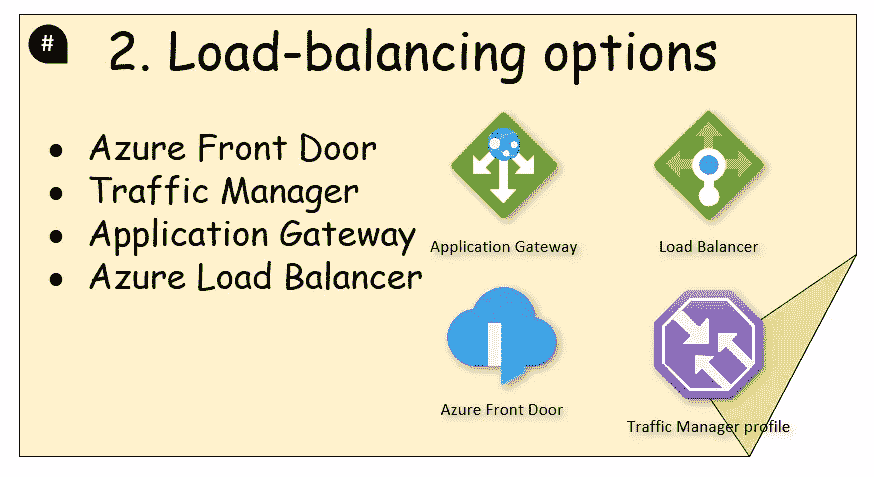 #
2. Load-balancing options
• Azure Front Door
• Traffic Manager
• Application Gateway
• Azure Load Balancer
Application Gateway
Load Balancer
Azure Front Door
Traffic Manager profile